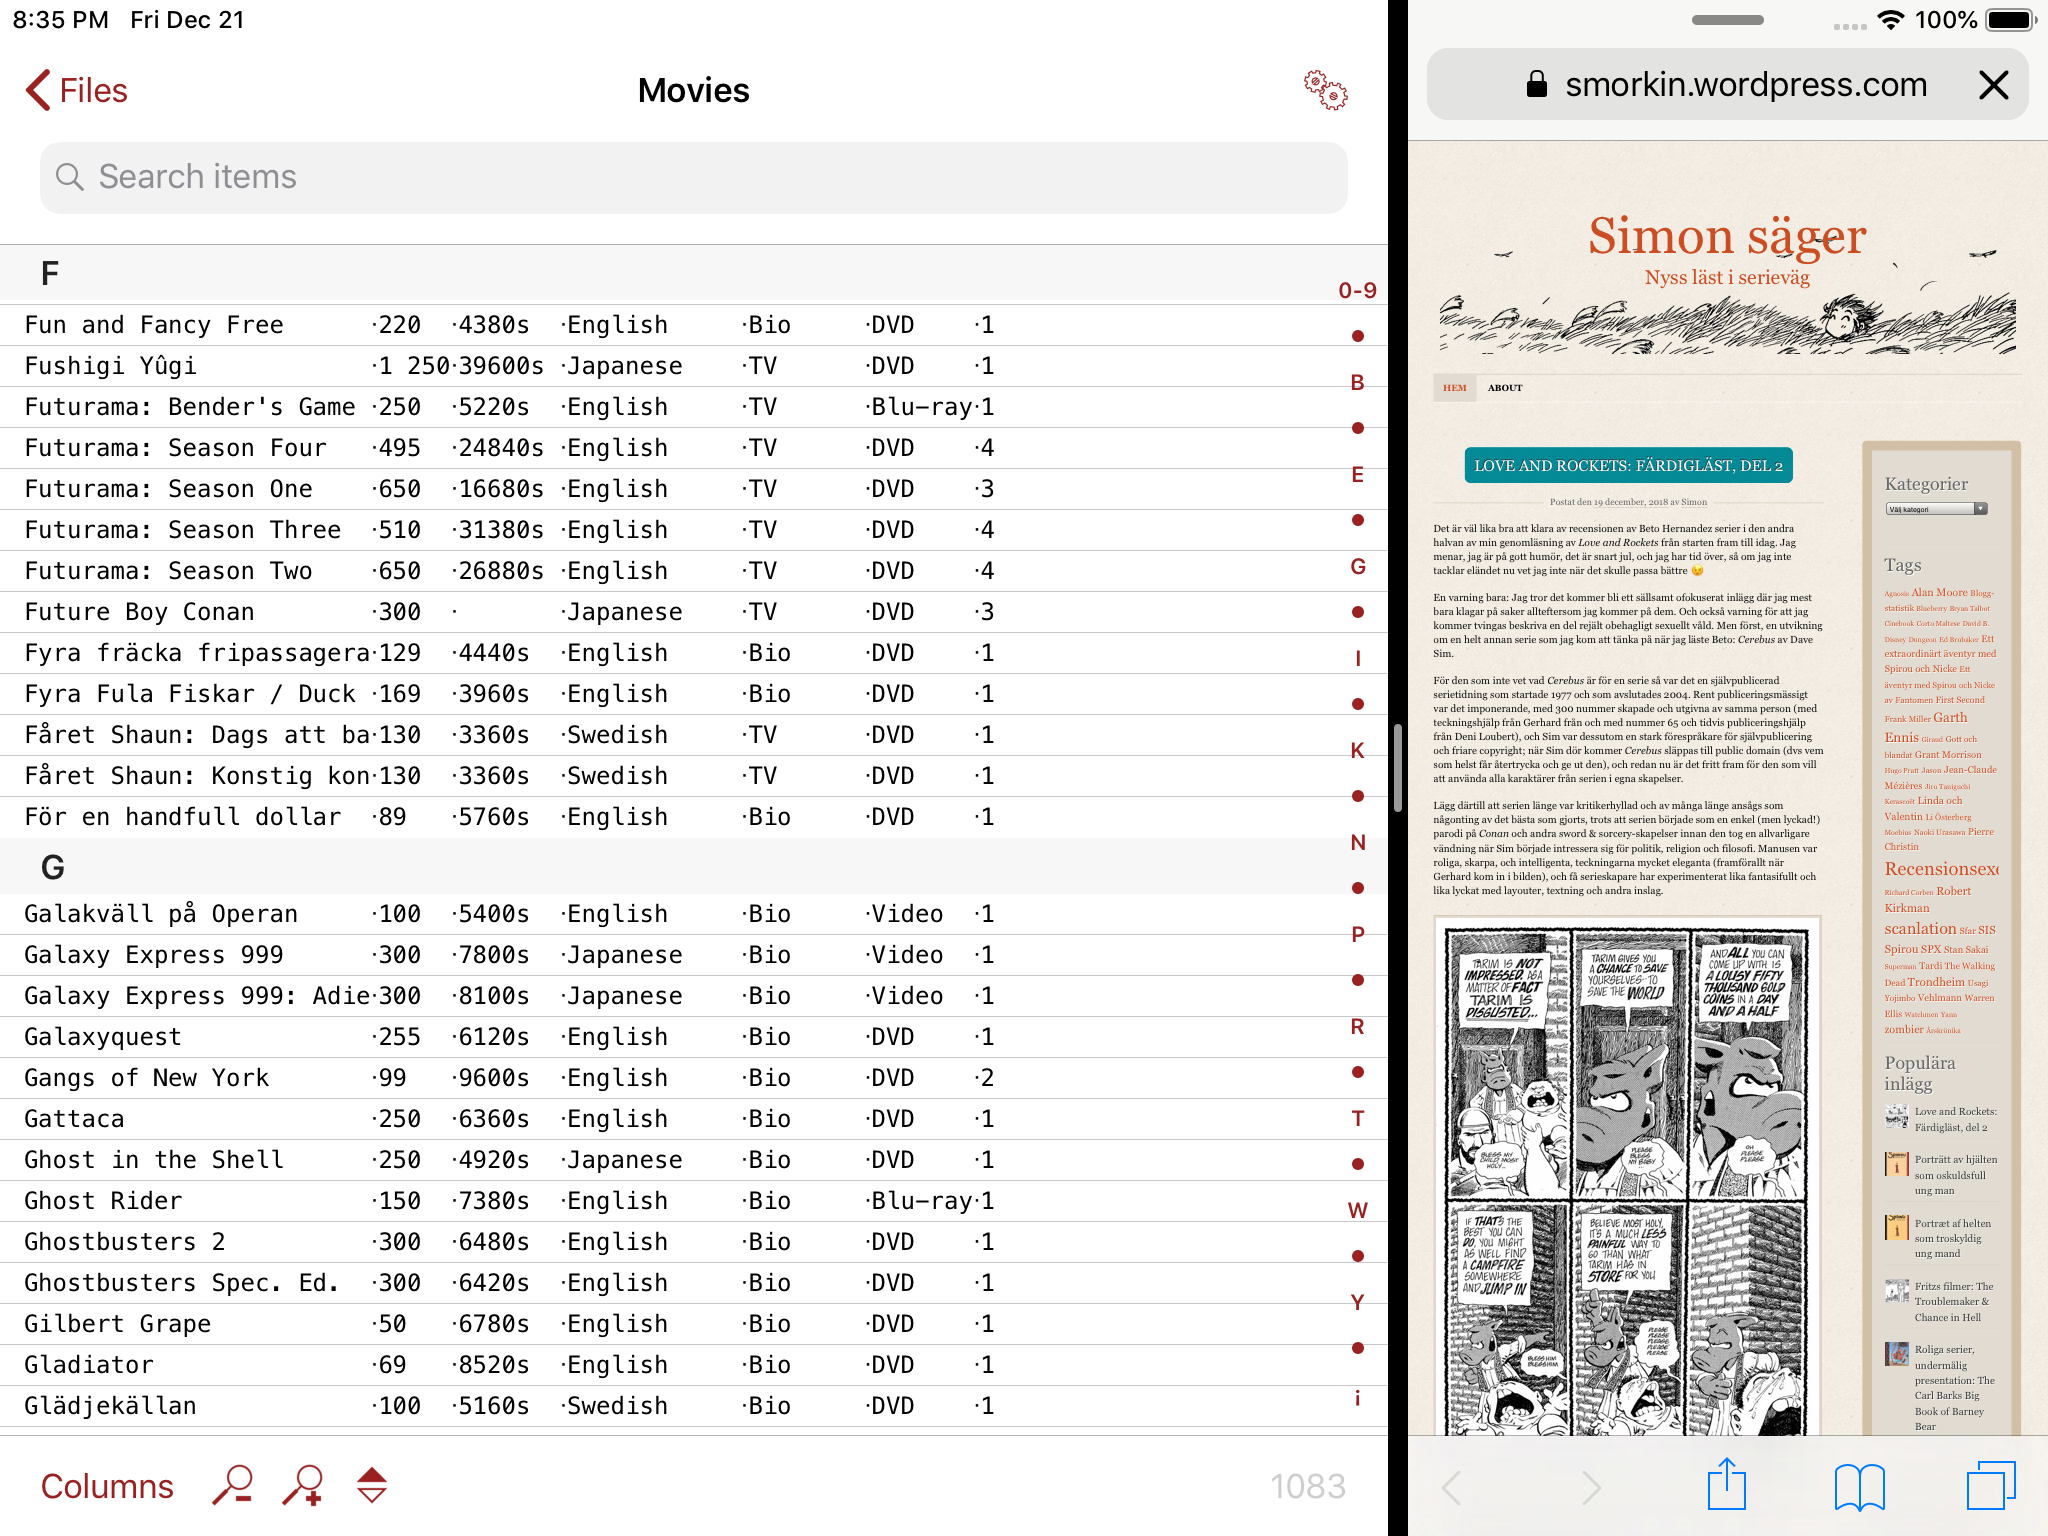 8:35 PM Fri Dec 21
Files
Movies
Search items
F
Fun and Fancy Free ·220 ·4380s ·English ·Bio ·DVD ·1
Fushigi Yûgi ·1 250·39600s ·Japanese ·TV ·DVD ·1
Futurama: Bender's Game ·250 ·5220s ·English ·TV ·Blu-ray·1
Futurama: Season Four ·495 ·24840s ·English ·TV ·DVD ·4
Futurama: Season One ·650 ·16680s ·English ·TV ·DVD ·3
Futurama: Season Three ·510 ·31380s ·English ·TV ·DVD ·4
Futurama: Season Two ·650 ·26880s ·English ·TV ·DVD ·4
Future Boy Conan ·300 · ·Japanese ·TV ·DVD ·3
Fyra fräcka fripassagera·129 ·4440s ·English ·Bio ·DVD ·1
Fyra Fula Fiskar / Duck ·169 ·3960s ·English ·Bio ·DVD ·1
Fåret Shaun: Dags att ba·130 ·3360s ·Swedish ·TV ·DVD ·1
Fåret Shaun: Konstig kon·130 ·3360s ·Swedish ·TV ·DVD ·1
För en handfull dollar ·89 ·5760s ·English ·Bio ·DVD ·1
G
Galakväll på Operan ·100 ·5400s ·English ·Bio ·Video ·1
Galaxy Express 999 ·300 ·7800s ·Japanese ·Bio ·Video ·1
Galaxy Express 999: Adie·300 ·8100s ·Japanese ·Bio ·Video ·1
Galaxyquest ·255 ·6120s ·English ·Bio ·DVD ·1
Gangs of New York ·99 ·9600s ·English ·Bio ·DVD ·2
Gattaca ·250 ·6360s ·English ·Bio ·DVD ·1
Ghost in the Shell ·250 ·4920s ·Japanese ·Bio ·DVD ·1
Ghost Rider ·150 ·7380s ·English ·Bio ·Blu-ray·1
Ghostbusters 2 ·300 ·6480s ·English ·Bio ·DVD ·1
Ghostbusters Spec. Ed. ·300 ·6420s ·English ·Bio ·DVD ·1
Gilbert Grape ·50 ·6780s ·English ·Bio ·DVD ·1
Gladiator ·69 ·8520s ·English ·Bio ·DVD ·1
Glädjekällan ·100 ·5160s ·Swedish ·Bio ·DVD ·1
0-9
B
E
G
I
K
N
P
R
T
W
Y
i
Columns
1083
100%
smorkin.wordpress.com
Simon säger
Nyss läst i serieväg
HEM ABOUT
LOVE AND ROCKETS: FÄRDIGLÄST, DEL 2
Postat den 19 december, 2018 av Simon
Det är väl lika bra att klara av recensionen av Beto Hernandez serier i den andra
halvan av min genomläsning av Love and Rockets från starten fram till idag. Jag
menar, jag är på gott humör, det är snart jul, och jag har tid över, så om jag inte
tacklar eländet nu vet jag inte när det skulle passa bättre 😉
En varning bara: Jag tror det kommer bli ett sällsamt ofokuserat inlägg där jag mest
bara klagar på saker allteftersom jag kommer på dem. Och också varning för att jag
kommer tvingas beskriva en del rejält obehagligt sexuellt våld. Men först, en utvikning
om en helt annan serie som jag kom att tänka på när jag läste Beto: Cerebus av Dave
Sim.
För den som inte vet vad Cerebus är för en serie så var det en självpublicerad
serietidning som startade 1977 och som avslutades 2004. Rent publiceringsmässigt
var det imponerande, med 300 nummer skapade och utgivna av samma person (med
teckningshjälp från Gerhard från och med nummer 65 och tidvis publiceringshjälp
från Deni Loubert), och Sim var dessutom en stark förespråkare för självpublicering
och friare copyright; när Sim dör kommer Cerebus släppas till public domain (dvs vem
som helst får återtrycka och ge ut den), och redan nu är det fritt fram för den som vill
att använda alla karaktärer från serien i egna skapelser.
Lägg därtill att serien länge var kritikerhyllad och av många länge ansågs som
någonting av det bästa som gjorts, trots att serien började som en enkel (men lyckad!)
parodi på Conan och andra sword & sorcery-skapelser innan den tog en allvarligare
vändning när Sim började intressera sig för politik, religion och filosofi. Manusen var
roliga, skarpa, och intelligenta, teckningarna mycket eleganta (framförallt när
Gerhard kom in i bilden), och få serieskapare har experimenterat lika fantasifullt och
lika lyckat med layouter, textning och andra inslag.
TARIM IS NOT
IMPRESSED. AS A
MATTER OF FACT
TARIM IS
DISGUSTED...
TARIM GIVES YOU
A CHANCE TO SAVE
YOURSELVES-- TO
SAVE THE WORLD
AND ALL YOU CAN
COME UP WITH IS
A LOUSY FIFTY
THOUSAND GOLD
COINS IN A DAY
AND A HALF
BLESS MY
CHILD, MOST
HOLY...
PLEASE
BLESS
MY BABY
OH
PLEASE
PLEASE
IF THAT'S THE
BEST YOU CAN
DO, YOU MIGHT
AS WELL FIND
A CAMPFIRE
SOMEWHERE
AND JUMP IN
BELIEVE MOST HOLY,
IT'S A MUCH LESS
PAINFUL WAY TO
GO THAN WHAT
TARIM HAS IN
STORE FOR YOU
BLESS HIM
BLESS HIM
PLEASE
PLEASE
PLEASE
PLEASE
PLEASE
Kategorier
Välj kategori
Tags
Agnosis Alan Moore Blogg-
statistik Blueberry Bryan Talbot
Cinebook Corto Maltese David B.
Disney Dungeon Ed Brubaker Ett
extraordinärt äventyr med
Spirou och Nicke Ett
äventyr med Spirou och Nicke
av Fantomen First Second
Frank Miller Garth
Ennis Giraud Gott och
blandat Grant Morrison
Hugo Pratt Jason Jean-Claude
Mézières Jiro Taniguchi
Kerascoët Linda och
Valentin Li Österberg
Moebius Naoki Urasawa Pierre
Christin
Recensionsex
Richard Corben Robert
Kirkman
scanlation Sfar SIS
Spirou SPX Stan Sakai
Superman Tardi The Walking
Dead Trondheim Usagi
Yojimbo Vehlmann Warren
Ellis Watchmen Yann
zombier Årskrönika
Populära
inlägg
Love and Rockets:
Färdigläst, del 2
Porträtt av hjälten
som oskuldsfull
ung man
Portræt af helten
som troskyldig
ung mand
Fritzs filmer: The
Troublemaker &
Chance in Hell
Roliga serier,
undermålig
presentation: The
Carl Barks Big
Book of Barney
Bear